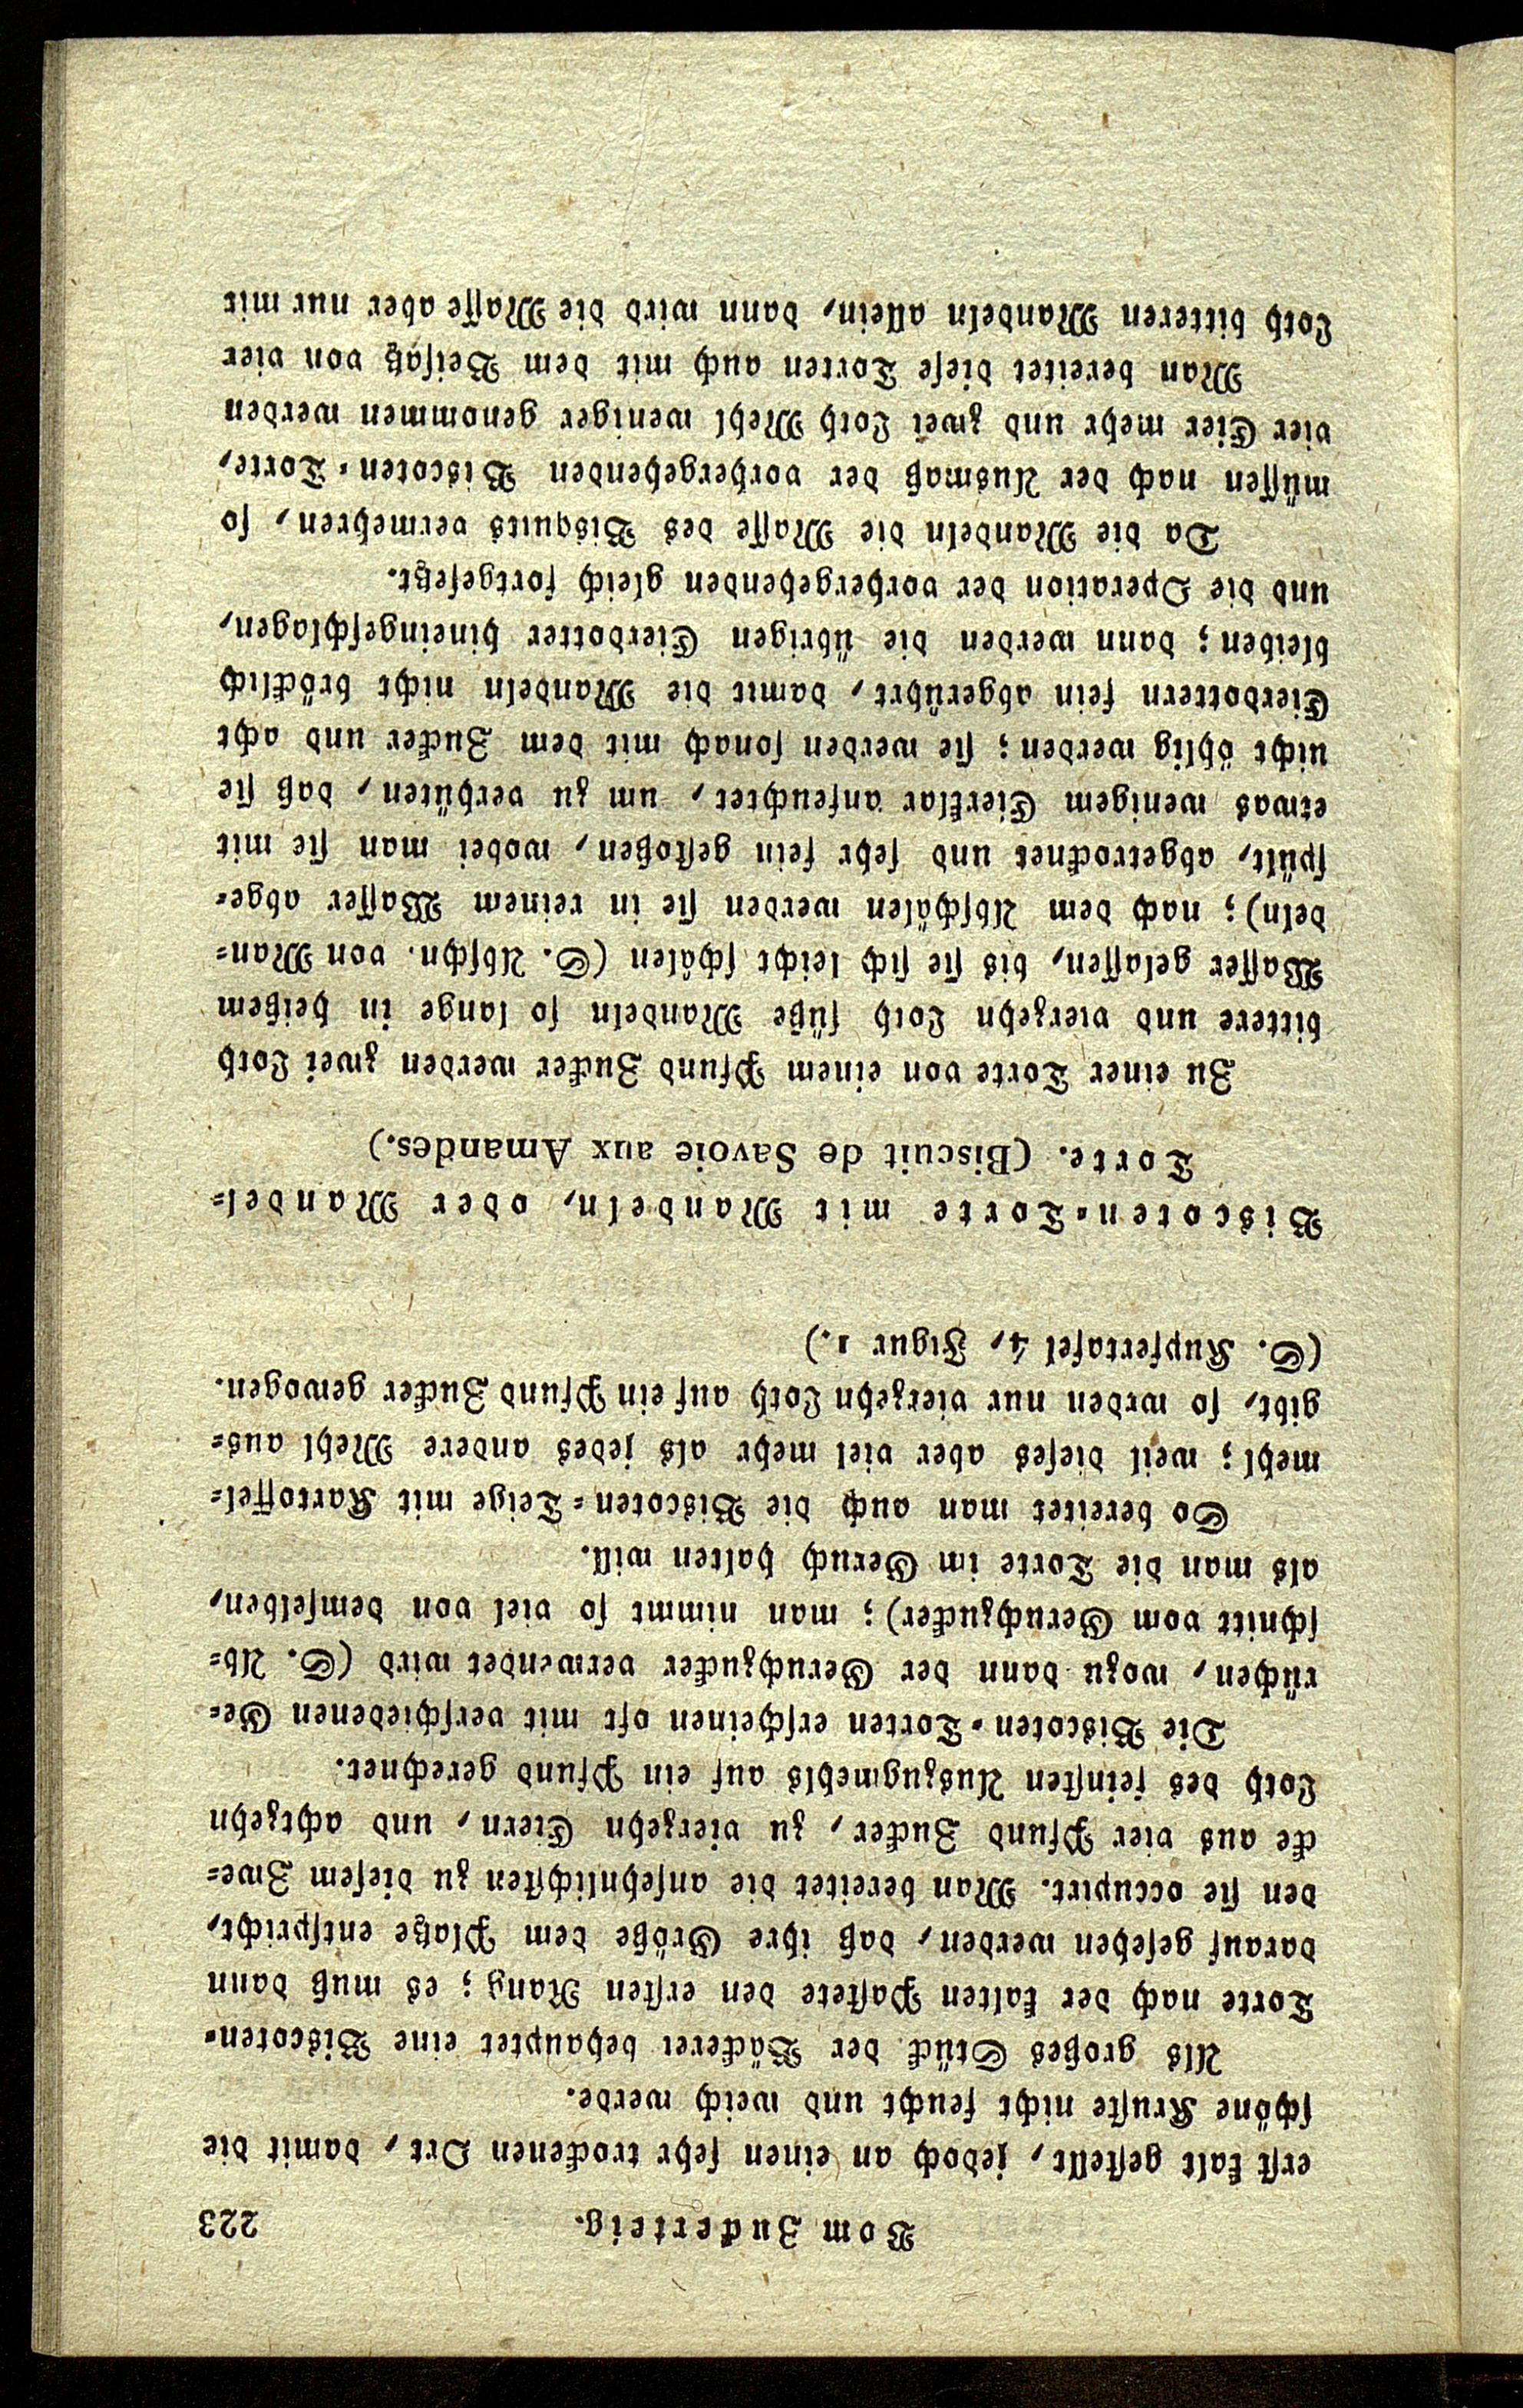 Vom Zuckerteig. 223
erst kalt gestellt, jedoch an einen sehr trockenen Ort, damit die
schöne Kruste nicht feucht und weich werde.
Als großes Stück der Bäckerei behauptet eine Biscoten-
Torte nach der kalten Pastete den ersten Rang; es muß dann
darauf gesehen werden, daß ihre Größe dem Platze entspricht,
den sie occupirt. Man bereitet die ansehnlichsten zu diesem Zwe-
cke aus vier Pfund Zucker, zu vierzehn Eiern, und achtzehn
Loth des feinsten Auszugmehls auf ein Pfund gerechnet.
Die Biscoten-Torten erscheinen oft mit verschiedenen Ge-
rüchen, wozu dann der Geruchzucker verwendet wird (S. Ab-
schnitt vom Geruchzucker); man nimmt so viel von demselben,
als man die Torte im Geruch halten will.
So bereitet man auch die Biscoten-Teige mit Kartoffel-
mehl; weil dieses aber viel mehr als jedes andere Mehl aus-
gibt, so werden nur vierzehn Loth auf ein Pfund Zucker gewogen.
(S. Kupfertafel 4, Figur 1.)
Biscoten-Torte mit Mandeln, oder Mandel-
Torte. (Biscuit de Savoie aux Amandes.)
Zu einer Torte von einem Pfund Zucker werden zwei Loth
bittere und vierzehn Loth süße Mandeln so lange in heißem
Wasser gelassen, bis sie sich leicht schälen (S. Abschn. von Man-
deln); nach dem Abschälen werden sie in reinem Wasser abge-
spült, abgetrocknet und sehr fein gestoßen, wobei man sie mit
etwas wenigem Eierklar anfeuchtet, um zu verhüten, daß sie
nicht öhlig werden; sie werden sonach mit dem Zucker und acht
Eierdottern fein abgerührt, damit die Mandeln nicht bröcklich
bleiben; dann werden die übrigen Eierdotter hineingeschlagen,
und die Operation der vorhergehenden gleich fortgesetzt.
Da die Mandeln die Masse des Bisquits vermehren, so
müssen nach der Ausmaß der vorhergehenden Biscoten-Torte,
vier Eier mehr und zwei Loth Mehl weniger genommen werden
Man bereitet diese Torten auch mit dem Beisatz von vier
Loth bitteren Mandeln allein, dann wird die Masse aber nur mit